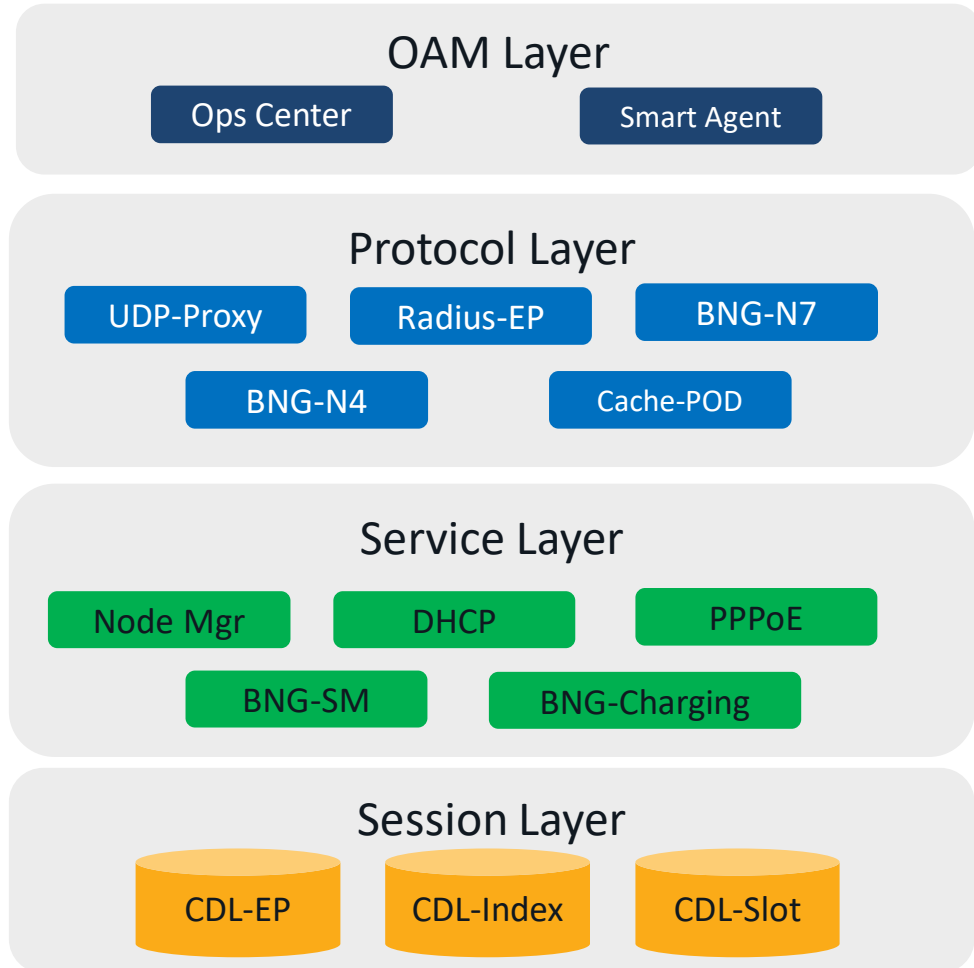 OAM Layer
Ops Center
Smart Agent
Protocol Layer
UDP-Proxy
Radius-EP
BNG-N7
BNG-N4
Cache-POD
Service Layer
Node Mgr
DHCP
PPPoE
BNG-SM
BNG-Charging
Session Layer
CDL-EP
CDL-Index
CDL-Slot